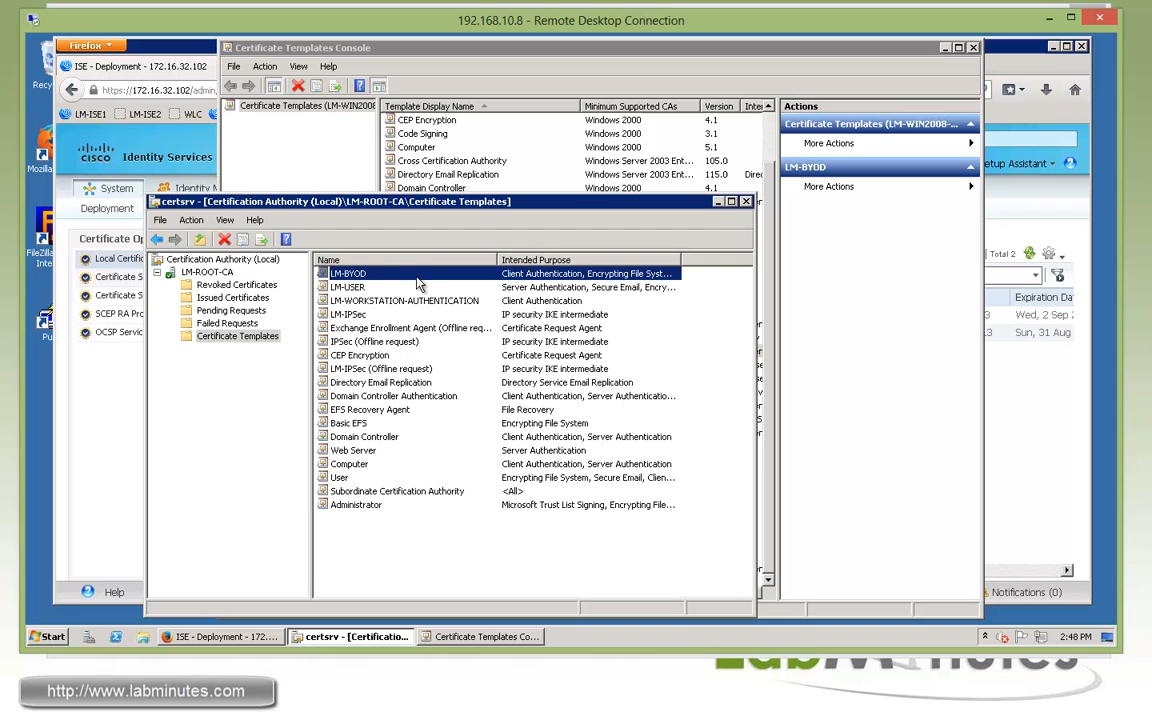 192.168.10.8 - Remote Desktop Connection
Firefox
Certificate Templates Console
ISE - Deployment - 172.16.32.102
https://172.16.32.102/admin,
LM-ISE1
LM-ISE2
WLC
cisco
Identity Services
System
Identity M
Deployment
Certificate Op
Local Certific
Certificate S
Certificate S
SCEP RA Pro
OCSP Servic
Help
File
Action
View
Help
Certificate Templates (LM-WIN2008
Template Display Name
Minimum Supported CAs
Version
CEP Encryption
Windows 2000
4.1
Code Signing
Windows 2000
3.1
Computer
Windows 2000
5.1
Cross Certification Authority
Windows Server 2003 Ent...
105.0
Directory Email Replication
Windows Server 2003 Ent...
115.0
Domain Controller
Windows 2000
4.1
Actions
Certificate Templates (LM-WIN2008-...
More Actions
LM-BYOD
More Actions
etup Assistant
Total 2
Expiration Da
3
Wed, 2 Sep
13
Sun, 31 Aug
Notifications (0)
certsrv - [Certification Authority (Local)\LM-ROOT-CA\Certificate Templates]
File
Action
View
Help
Certification Authority (Local)
LM-ROOT-CA
Revoked Certificates
Issued Certificates
Pending Requests
Failed Requests
Certificate Templates
Name
Intended Purpose
LM-BYOD
Client Authentication, Encrypting File Syst...
LM-USER
Server Authentication, Secure Email, Encry...
LM-WORKSTATION-AUTHENTICATION
Client Authentication
LM-IPSec
IP security IKE intermediate
Exchange Enrollment Agent (Offline req...
Certificate Request Agent
IPSec (Offline request)
IP security IKE intermediate
CEP Encryption
Certificate Request Agent
LM-IPSec (Offline request)
IP security IKE intermediate
Directory Email Replication
Directory Service Email Replication
Domain Controller Authentication
Client Authentication, Server Authenticatio...
EFS Recovery Agent
File Recovery
Basic EFS
Encrypting File System
Domain Controller
Client Authentication, Server Authentication
Web Server
Server Authentication
Computer
Client Authentication, Server Authentication
User
Encrypting File System, Secure Email, Clien...
Subordinate Certification Authority
<All>
Administrator
Microsoft Trust List Signing, Encrypting File...
Start
ISE - Deployment - 172....
certsrv - [Certificatio...
Certificate Templates Co...
2:48 PM
http://www.labminutes.com